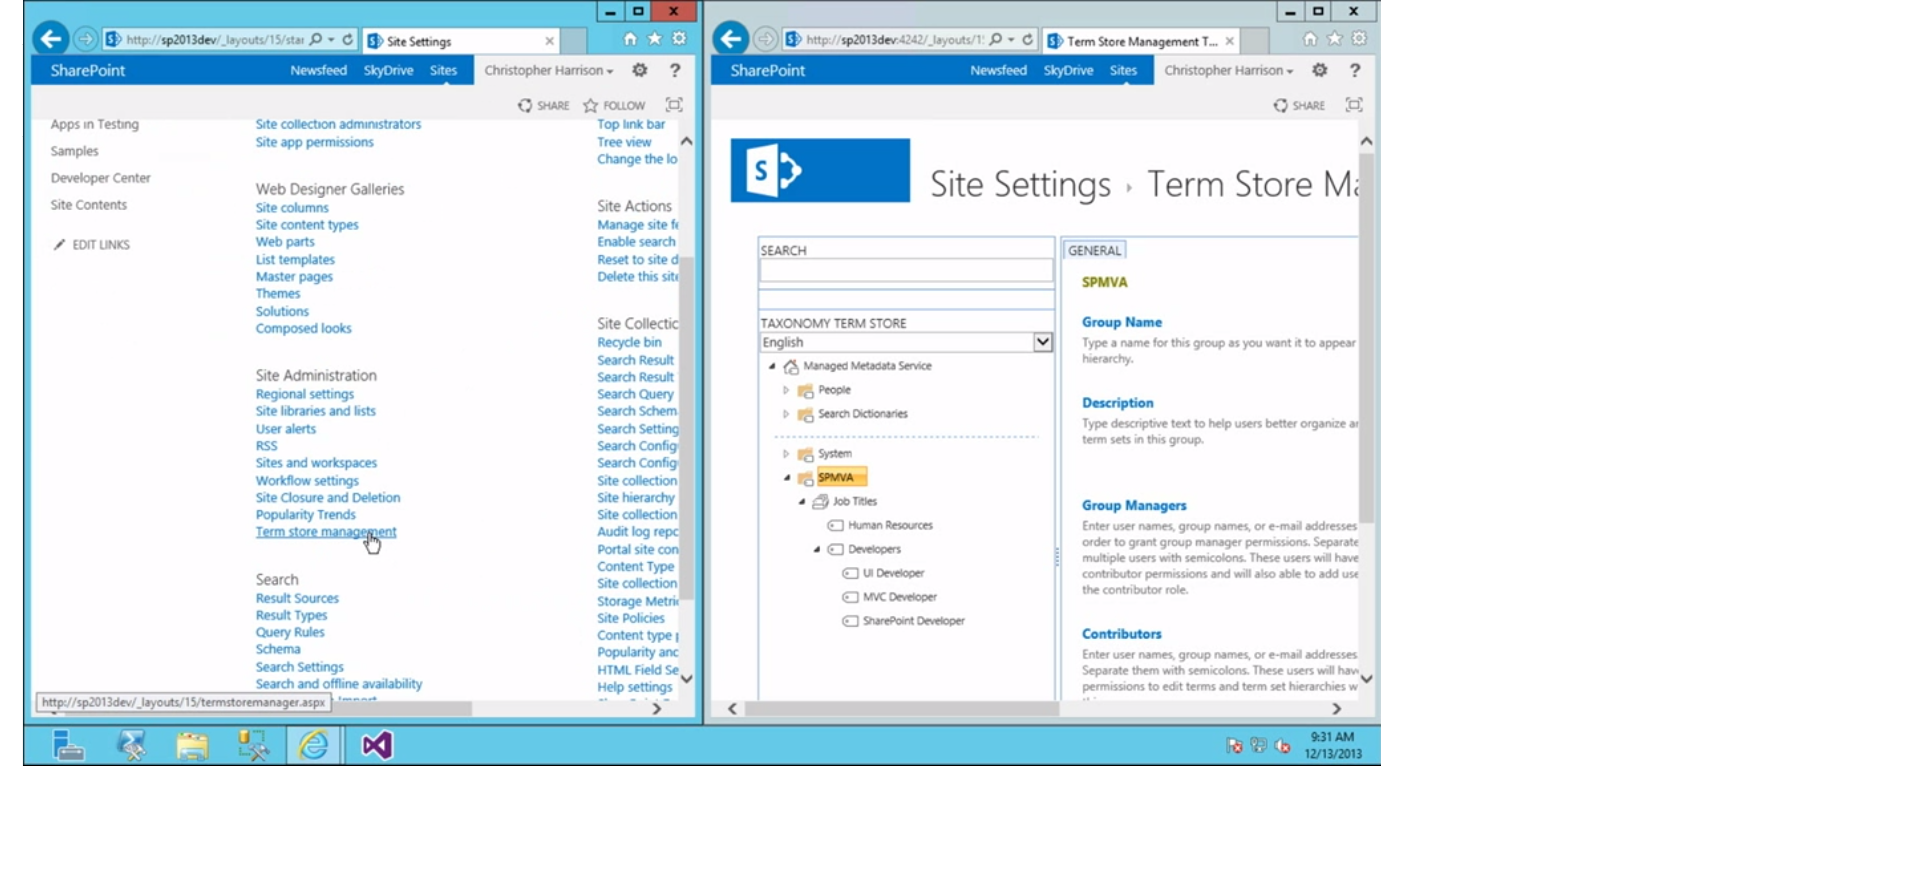 http://sp2013dev/_layouts/15/star
Site Settings
SharePoint
Newsfeed
SkyDrive
Sites
Christopher Harrison
?
SHARE
FOLLOW
Apps in Testing
Samples
Developer Center
Site Contents
EDIT LINKS
Site collection administrators
Site app permissions
Web Designer Galleries
Site columns
Site content types
Web parts
List templates
Master pages
Themes
Solutions
Composed looks
Site Administration
Regional settings
Site libraries and lists
User alerts
RSS
Sites and workspaces
Workflow settings
Site Closure and Deletion
Popularity Trends
Term store management
Search
Result Sources
Result Types
Query Rules
Schema
Search Settings
Search and offline availability
Top link bar
Tree view
Change the lo
Site Actions
Manage site fe
Enable search
Reset to site d
Delete this site
Site Collectic
Recycle bin
Search Result
Search Result
Search Query
Search Schem
Search Setting
Search Config
Search Config
Site collection
Site hierarchy
Site collection
Audit log repo
Portal site con
Content Type
Site collection
Storage Metri
Site Policies
Content type p
Popularity and
HTML Field Se
Help settings
http://sp2013dev/_layouts/15/termstoremanager.aspx
http://sp2013dev:4242/_layouts/1!
Term Store Management T...
SharePoint
Newsfeed
SkyDrive
Sites
Christopher Harrison
?
SHARE
S
Site Settings › Term Store Ma
SEARCH
TAXONOMY TERM STORE
English
Managed Metadata Service
People
Search Dictionaries
System
SPMVA
Job Titles
Human Resources
Developers
UI Developer
MVC Developer
SharePoint Developer
GENERAL
SPMVA
Group Name
Type a name for this group as you want it to appear
hierarchy.
Description
Type descriptive text to help users better organize ar
term sets in this group.
Group Managers
Enter user names, group names, or e-mail addresses
order to grant group manager permissions. Separate
multiple users with semicolons. These users will have
contributor permissions and will also able to add use
the contributor role.
Contributors
Enter user names, group names, or e-mail addresses
Separate them with semicolons. These users will have
permissions to edit terms and term set hierarchies w
9:31 AM
12/13/2013